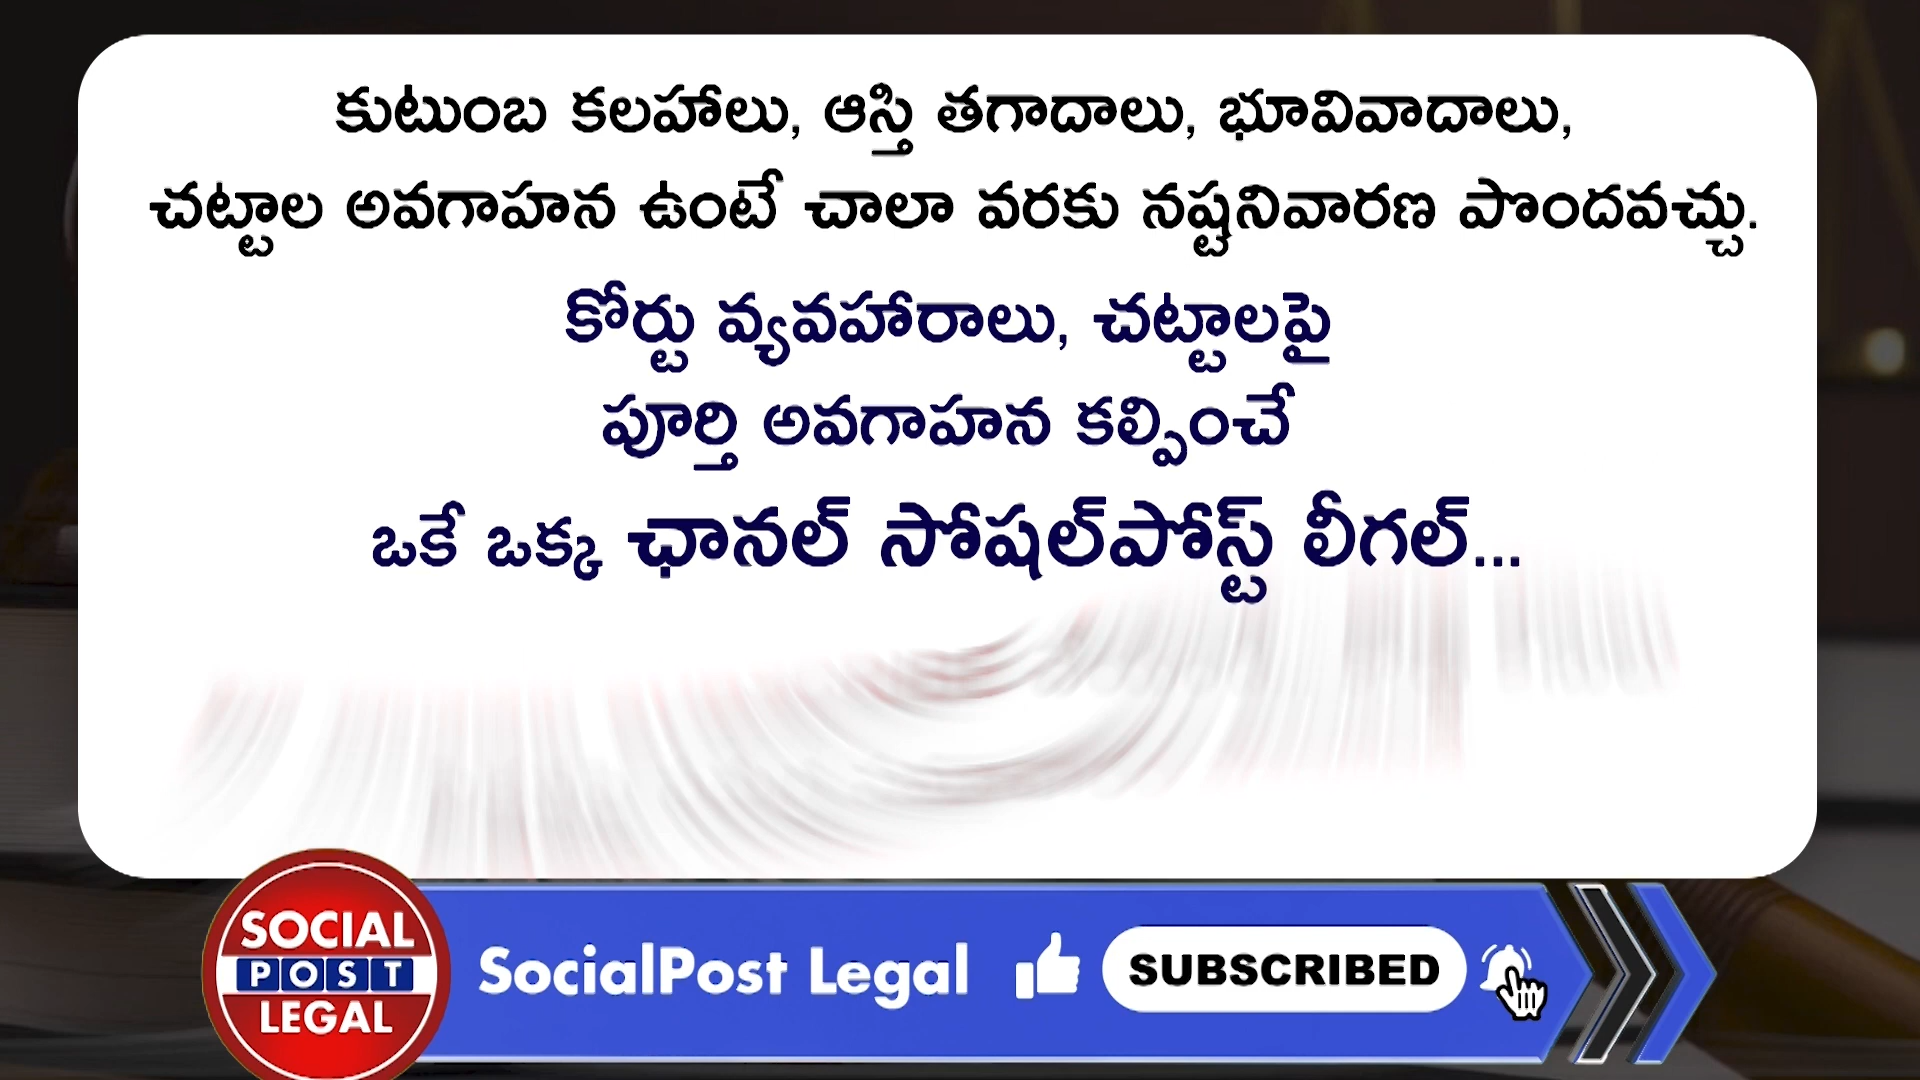 కుటుంబ కలహాలు, ఆస్తి తగాదాలు, భూవివాదాలు,
చట్టాల అవగాహన ఉంటే చాలా వరకు నష్టనివారణ పొందవచ్చు.
కోర్టు వ్యవహారాలు, చట్టాలపై
పూర్తి అవగాహన కల్పించే
ఒకే ఒక్క ఛానల్ సోషల్‌పోస్ట్ లీగల్...
SOCIAL
POST
LEGAL
SocialPost Legal
SUBSCRIBED